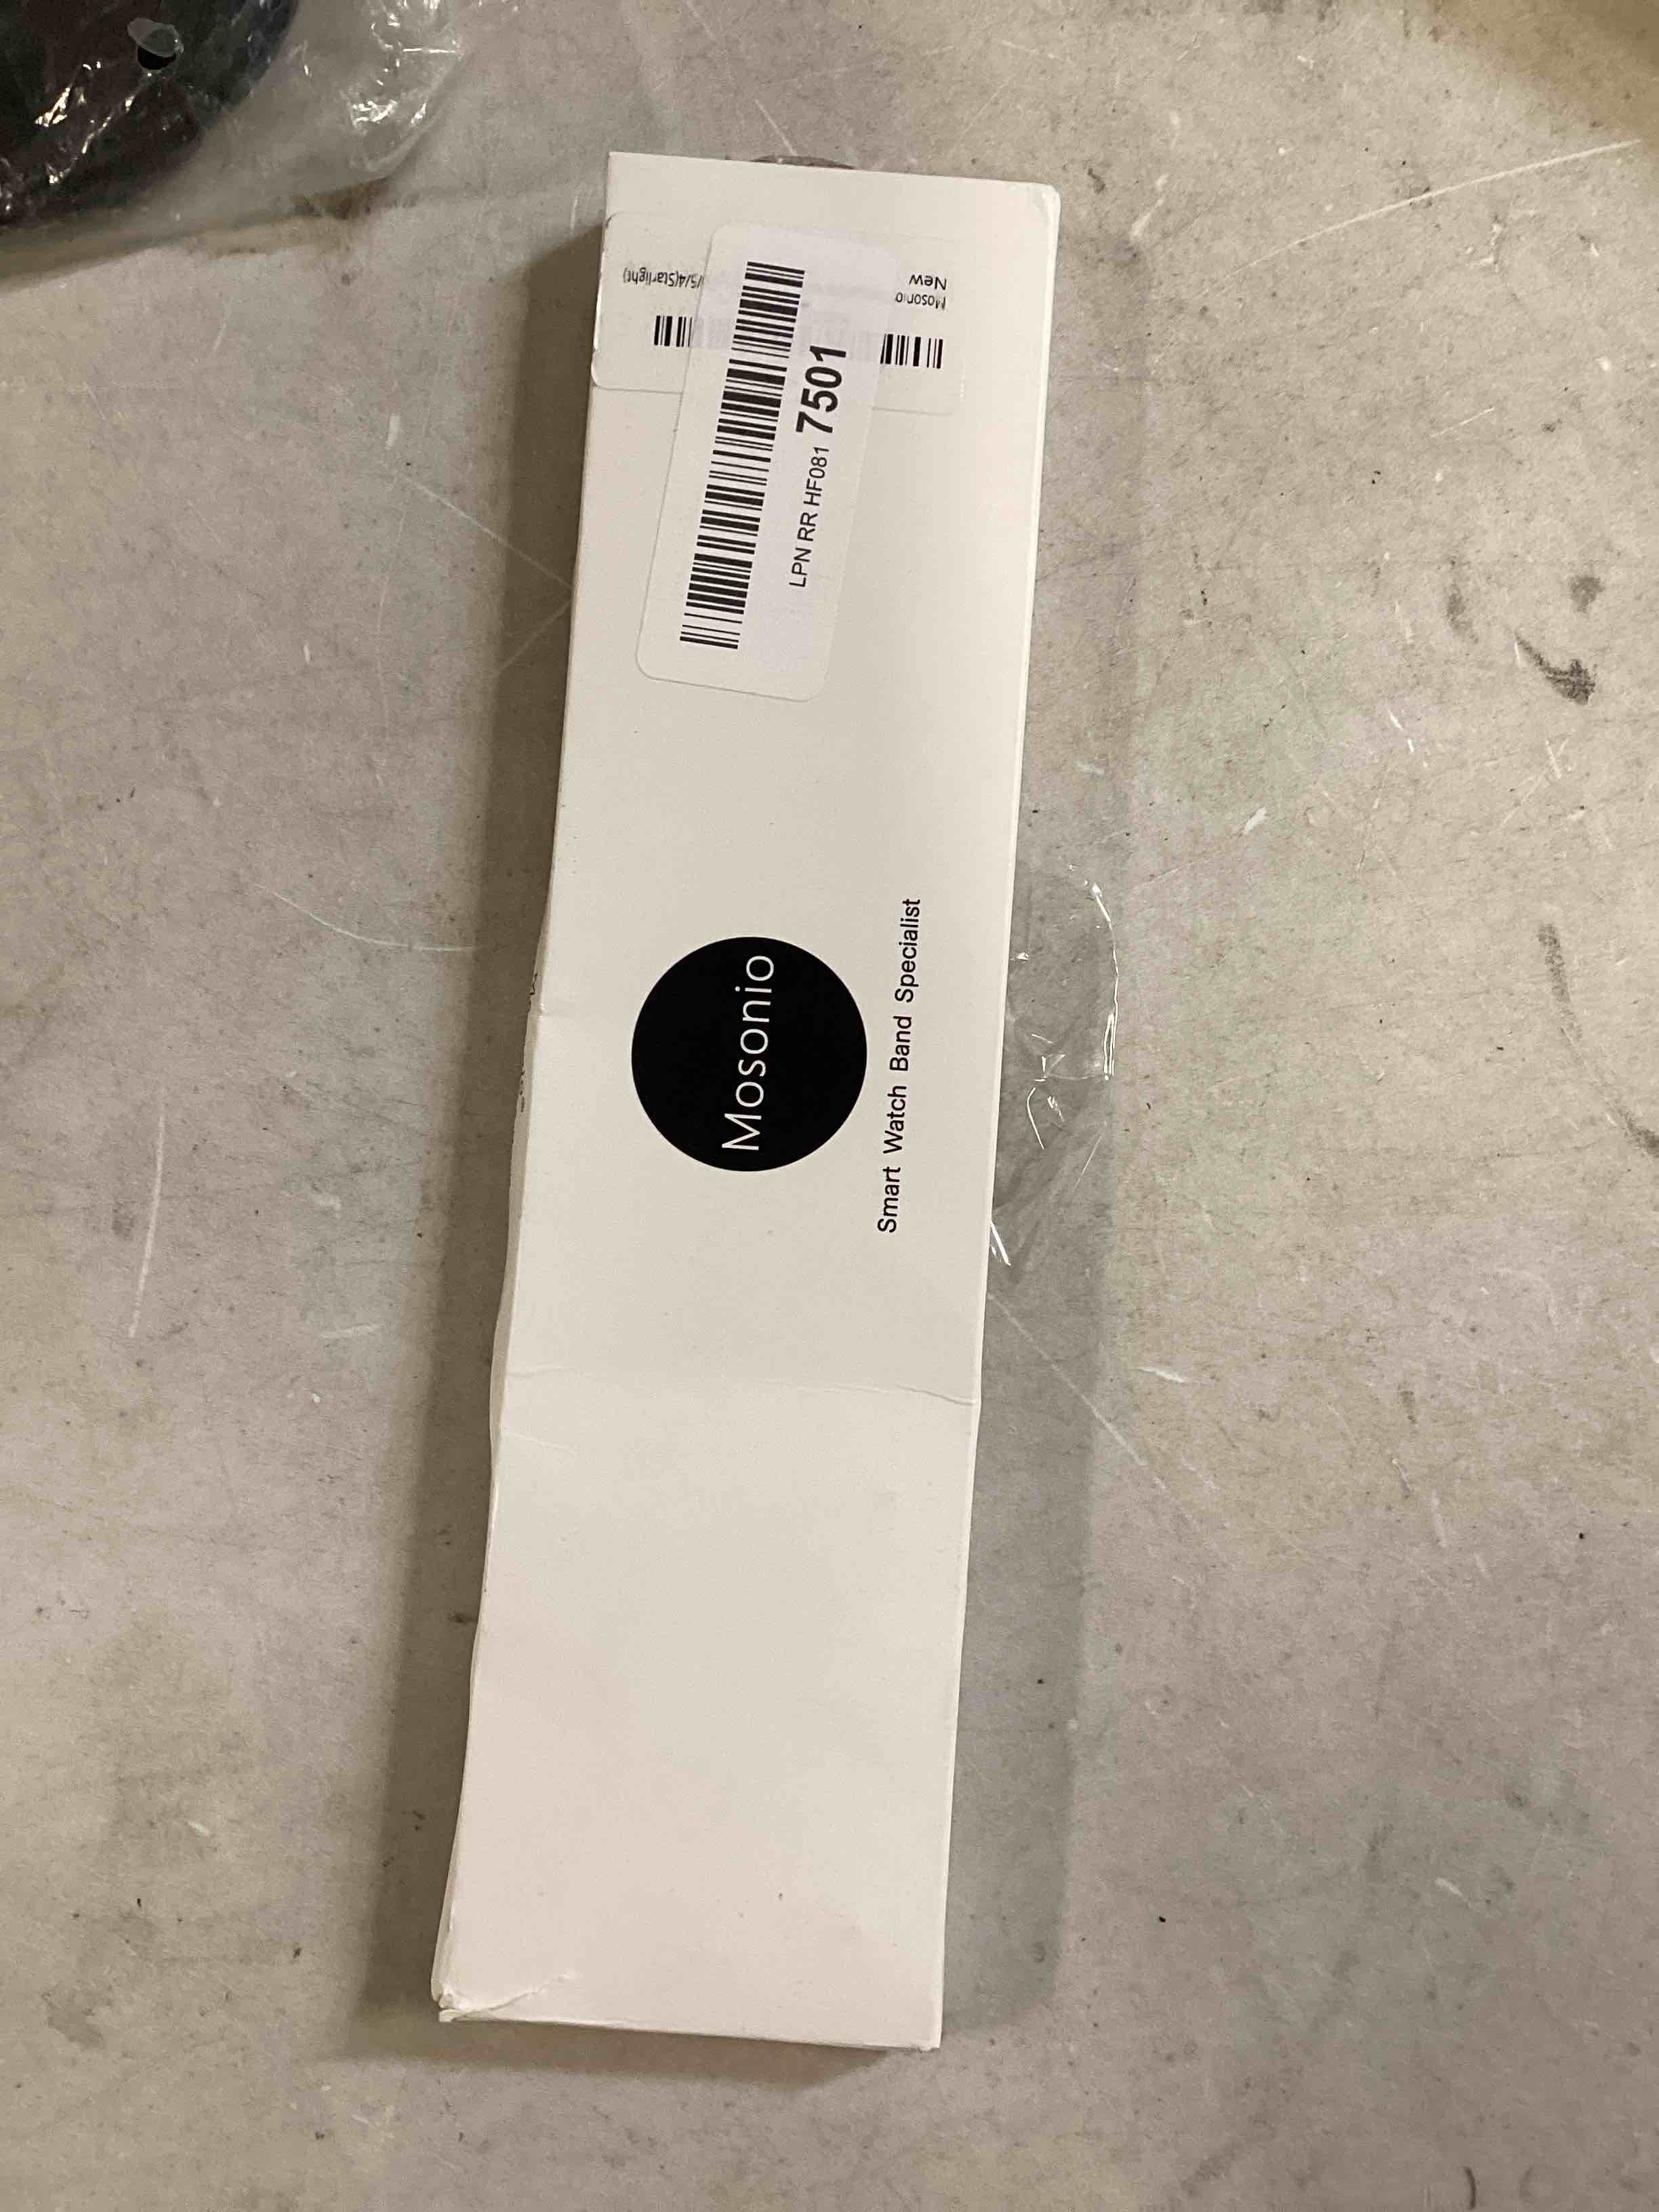 Mosonio
Smart Watch Band Specialist
LPN RR HF081 7501
Mosonio
/5/4(Starlight)
New